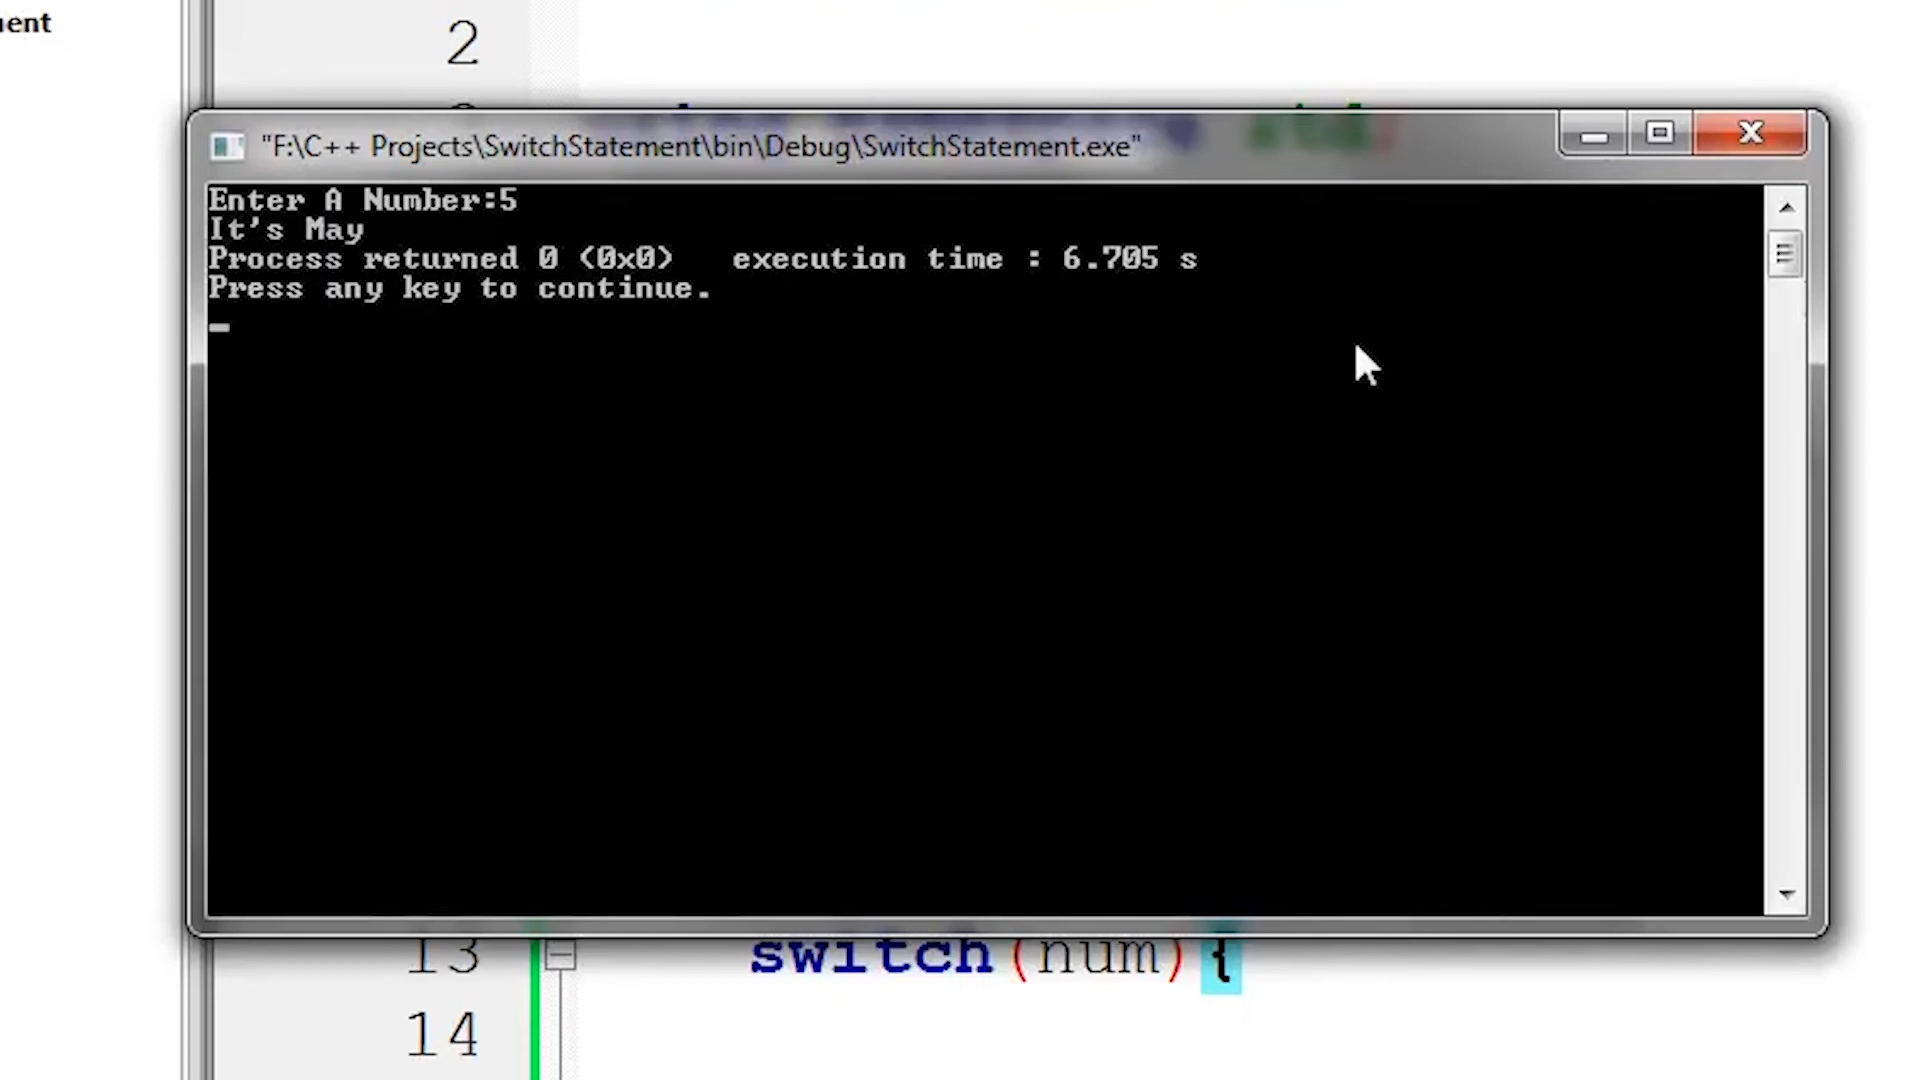 ent
2
"F:\C++ Projects\SwitchStatement\bin\Debug\SwitchStatement.exe"
Enter A Number:5
It's May
Process returned 0 (0x0)   execution time : 6.705 s
Press any key to continue.
13 switch(num){
14